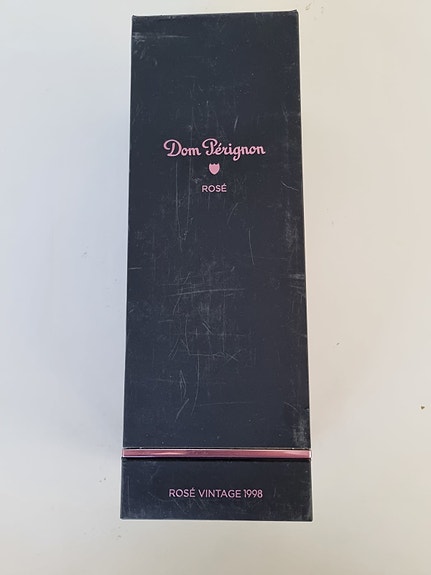 Dom Pérignon
ROSÉ
ROSÉ VINTAGE 1998